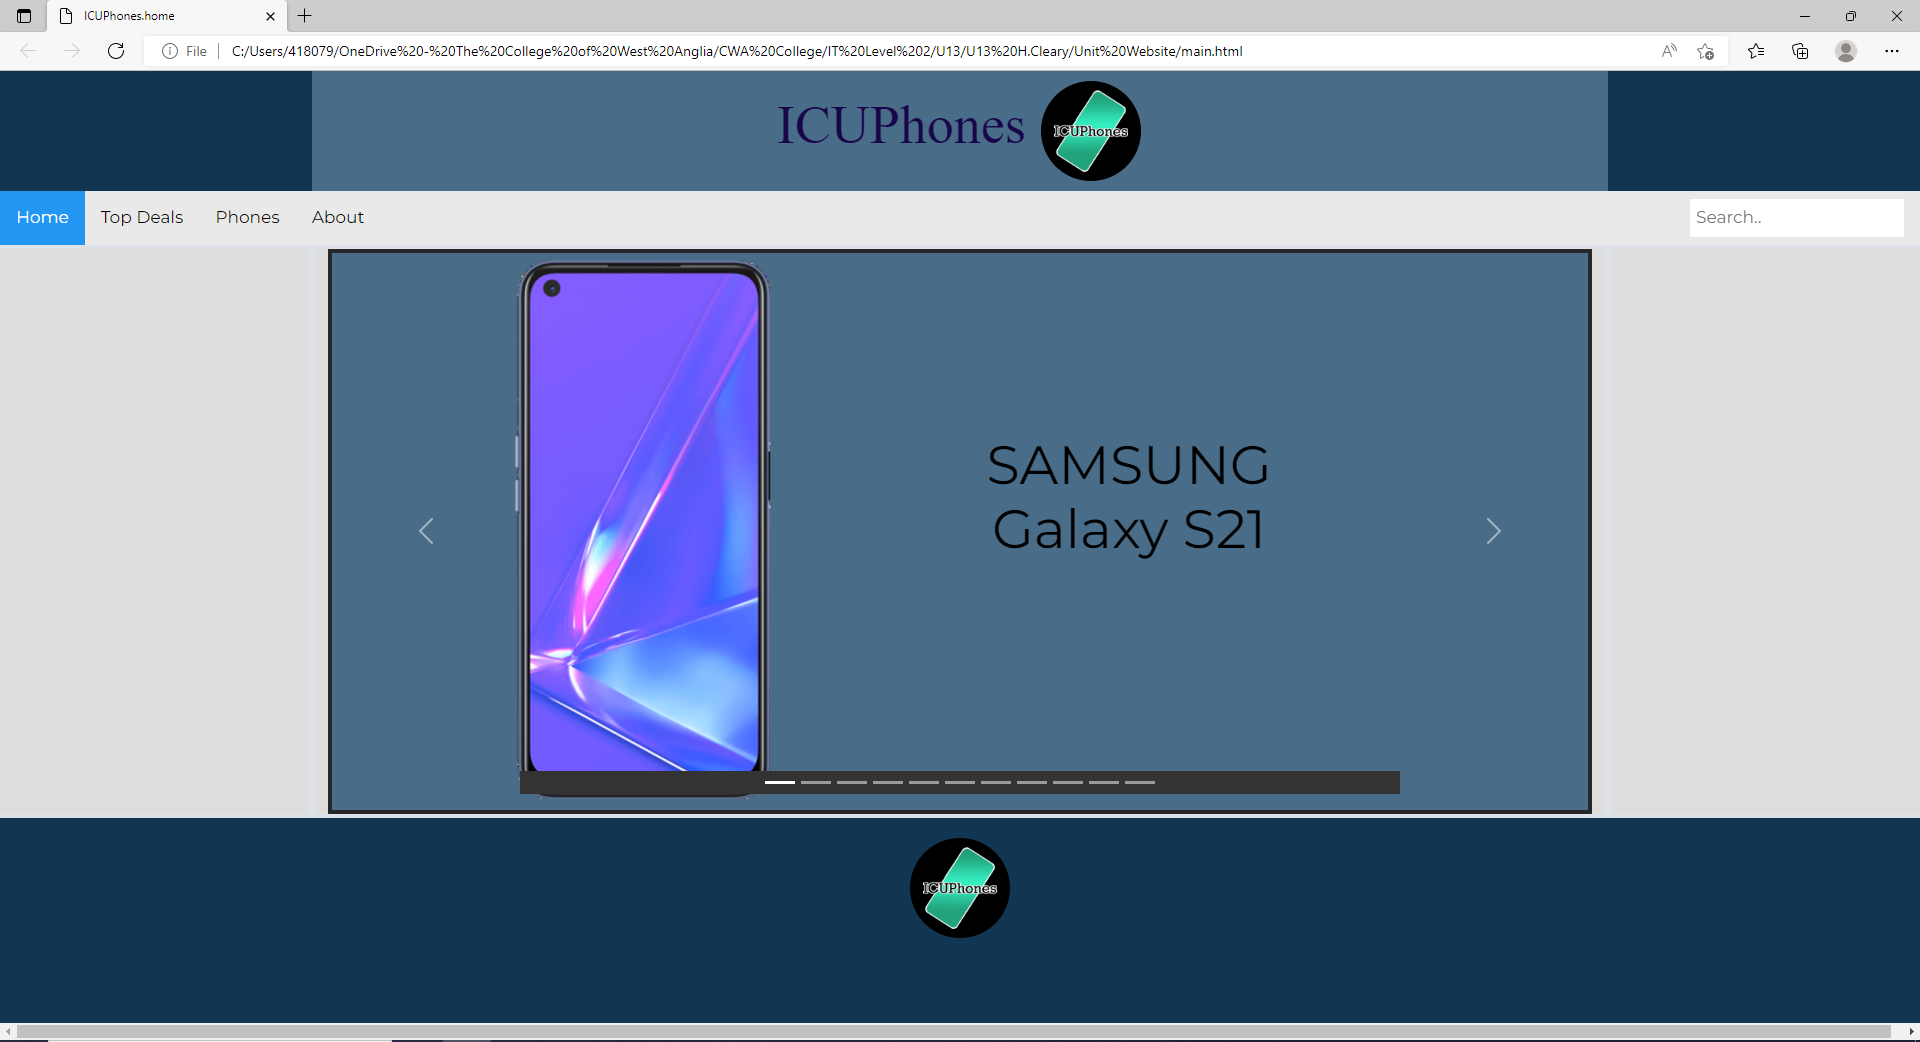 ICUPhones.home
File
C:/Users/418079/OneDrive%20-%20The%20College%20of%20West%20Anglia/CWA%20College/IT%20Level%202/U13/U13%20H.Cleary/Unit%20Website/main.html
ICUPhones
ICUPhones
Home
Top Deals
Phones
About
Search..
SAMSUNG
Galaxy S21
ICUPhones